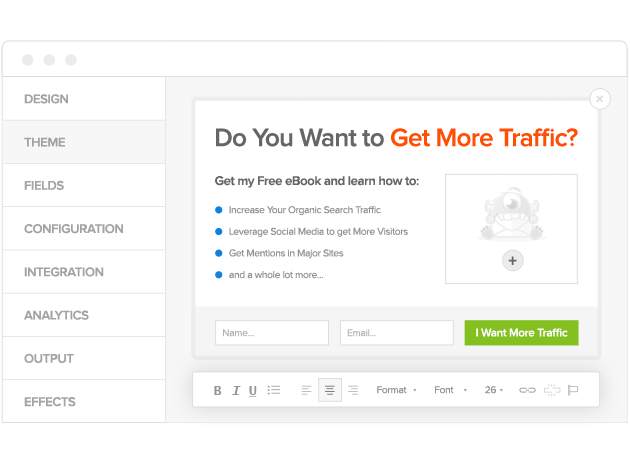 DESIGN
THEME
FIELDS
CONFIGURATION
INTEGRATION
ANALYTICS
OUTPUT
EFFECTS
Do You Want to Get More Traffic?
Get my Free eBook and learn how to:
Increase Your Organic Search Traffic
Leverage Social Media to get More Visitors
Get Mentions in Major Sites
and a whole lot more...
Name... Email... I Want More Traffic
B I U Format Font 26